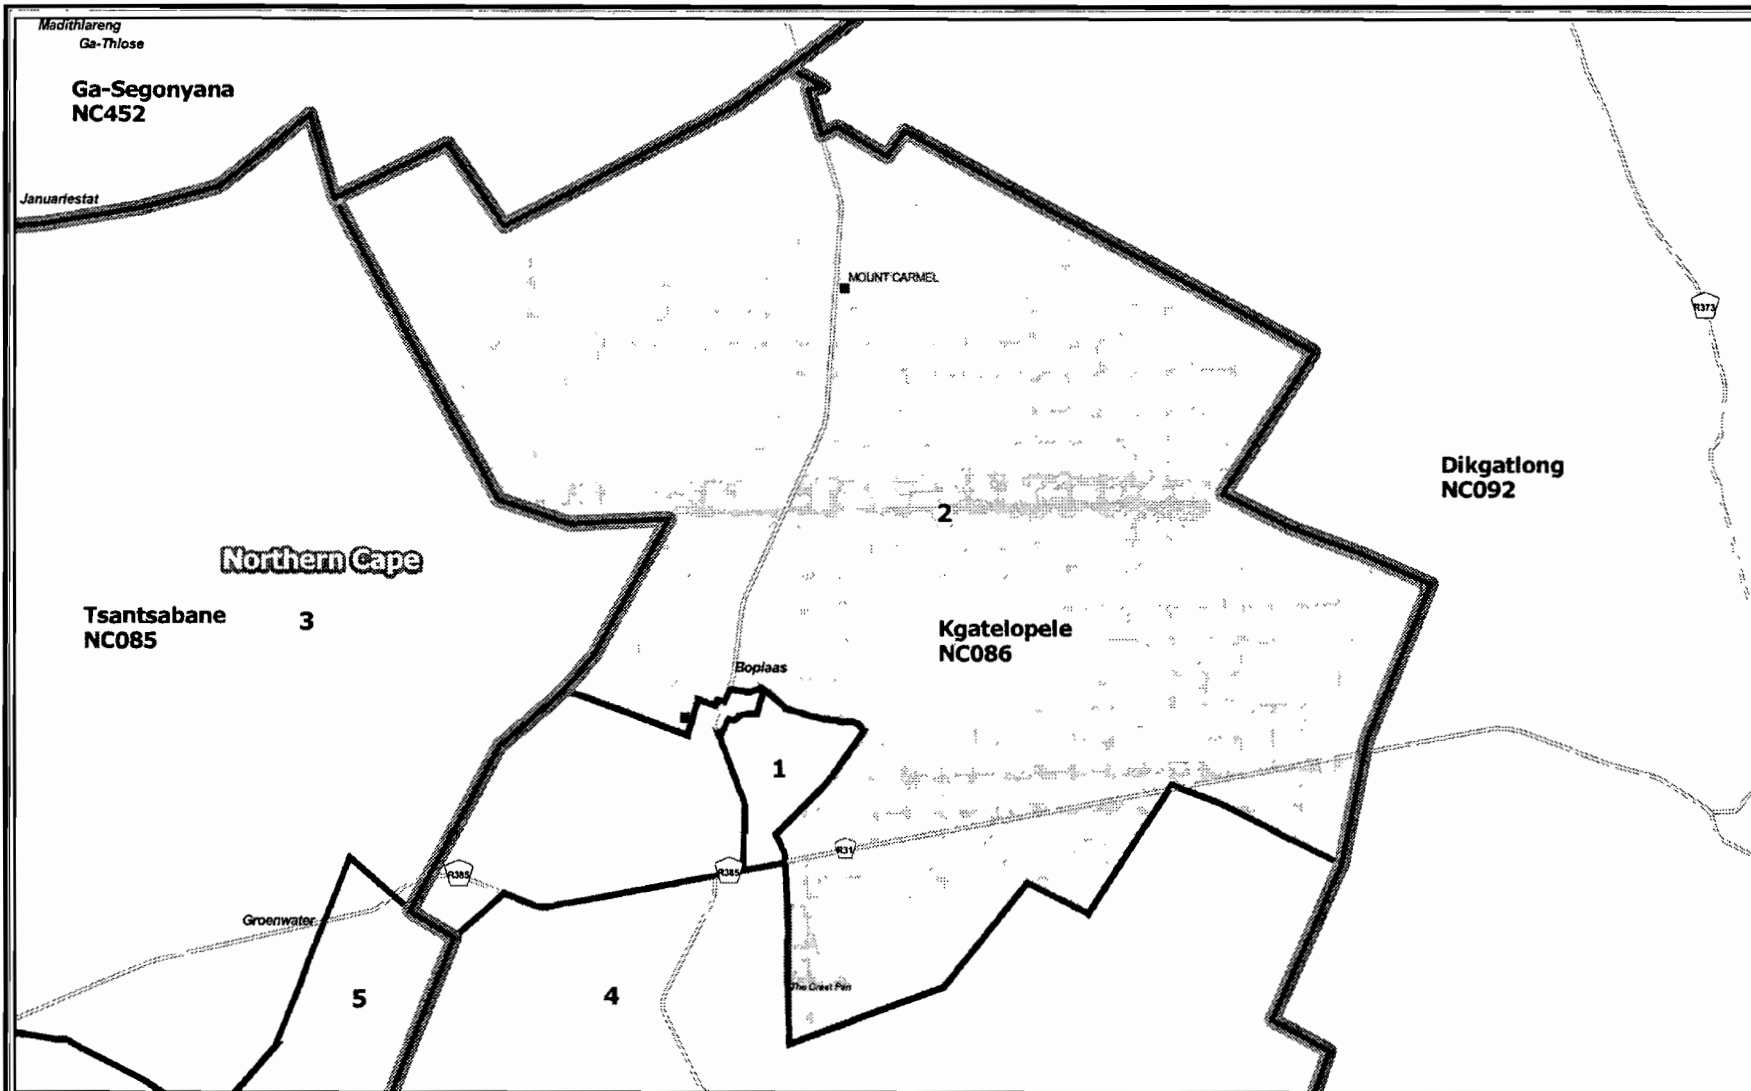 Madithlareng
Ga-Thlose
Ga-Segonyana
NC452
Januariestat
MOUNT CARMEL
R373
Dikgatlong
NC092
2
Northern Cape
Tsantsabane
NC085
3
Kgatelopele
NC086
Boplaas
1
R31
R385
R385
Groenwater
The Great Pan
5
4